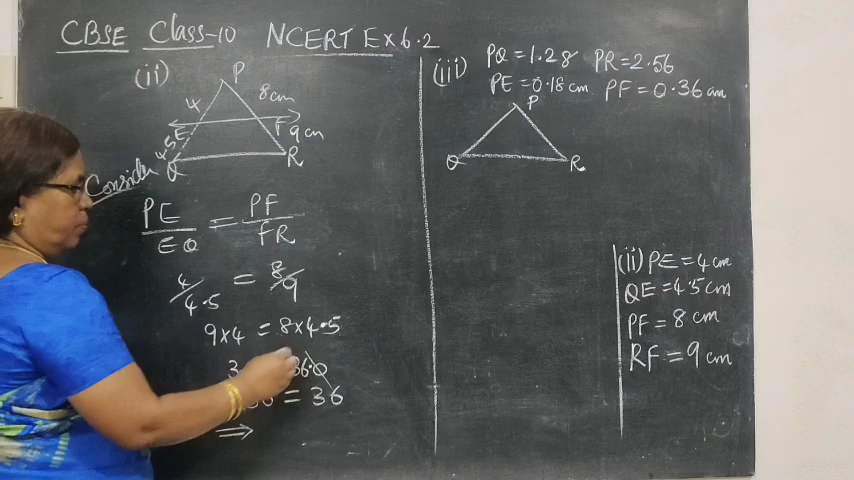 CBSE Class-10 NCERT Ex 6.2
(ii)
P
4
8cm
E
F
4.5
9cm
Q
R
Consider
PE/EQ = PF/FR
4/4.5 = 8/9
9×4 = 8×4.5
36.0
= 36
⇒
(iii) PQ = 1.28 PR = 2.56
PE = 0.18 cm PF = 0.36 cm
P
Q
R
(ii) PE = 4 cm
QE = 4.5 cm
PF = 8 cm
RF = 9 cm